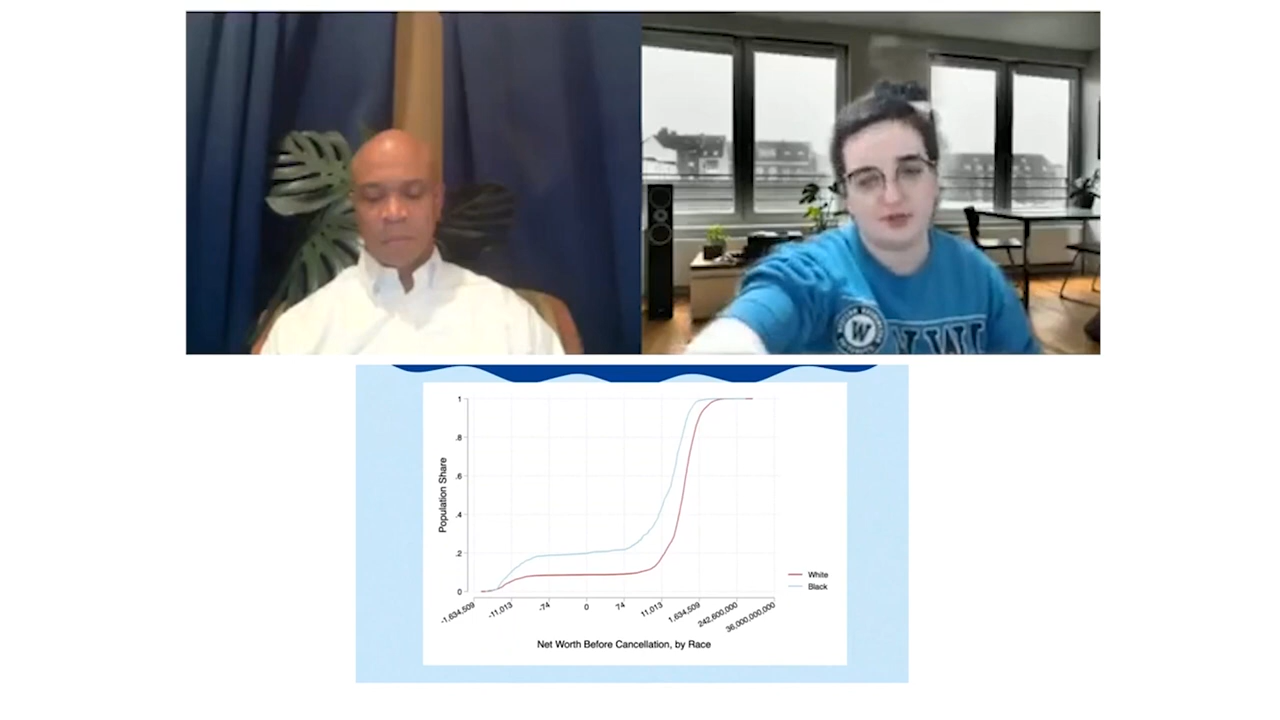 W
NWU
1
.8
.6
.4
.2
0
Population Share
-1,634,509
-11,013
-74
0
74
11,013
1,634,509
242,600,000
36,000,000,000
White
Black
Net Worth Before Cancellation, by Race